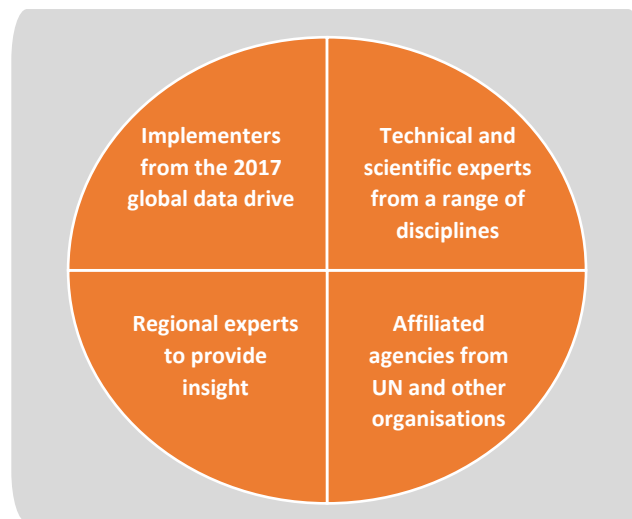 Implementers
from the 2017
global data drive
Technical and
scientific experts
from a range of
disciplines
Regional experts
to provide
insight
Affiliated
agencies from
UN and other
organisations